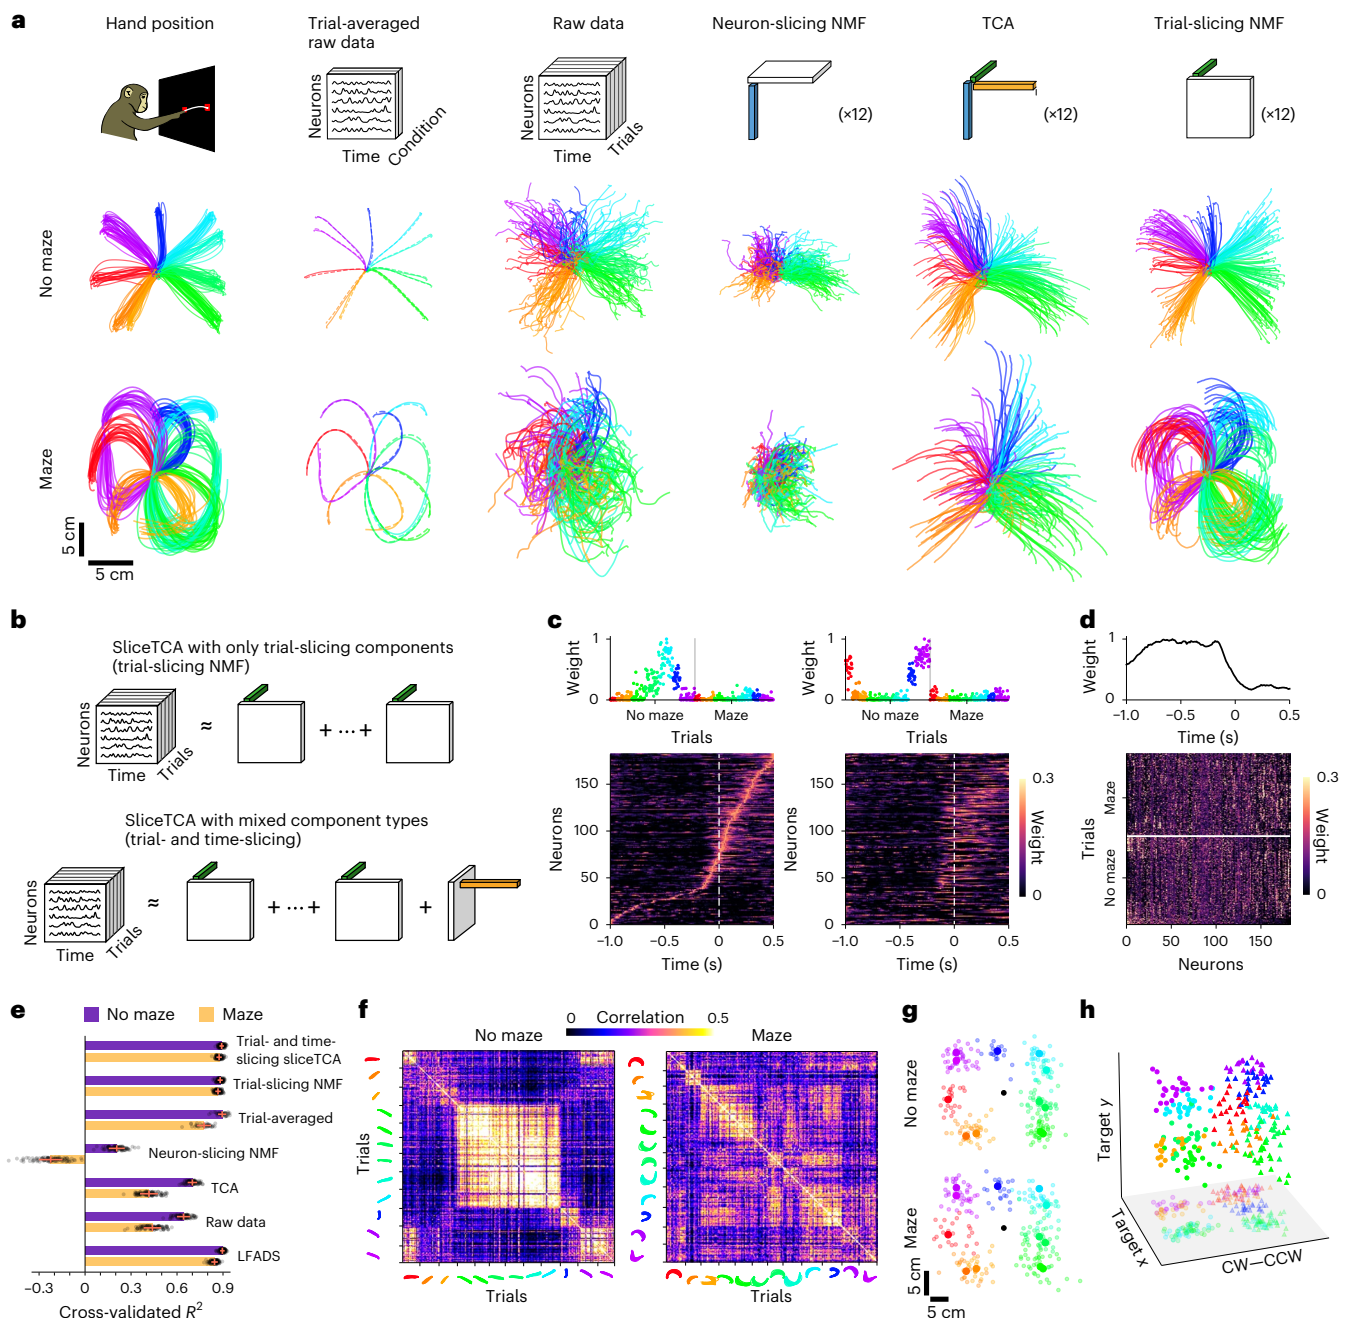 a
Hand position
Trial-averaged
raw data
Raw data
Neuron-slicing NMF
TCA
Trial-slicing NMF
Neurons
Time
Condition
Neurons
Time
Trials
(×12)
(×12)
(×12)
No maze
Maze
5 cm
5 cm
b
SliceTCA with only trial-slicing components
(trial-slicing NMF)
Neurons
Time
Trials
≈
+ ... +
SliceTCA with mixed component types
(trial- and time-slicing)
Neurons
Time
Trials
≈
+ ... +
+
c
Weight
1
0
No maze
Maze
Trials
Weight
1
0
No maze
Maze
Trials
Neurons
150
100
50
0
−1.0
−0.5
0
0.5
Time (s)
Neurons
150
100
50
0
−1.0
−0.5
0
0.5
Time (s)
0.3
Weight
0
d
Weight
1
0
−1.0
−0.5
0
0.5
Time (s)
Trials
Maze
No maze
0
50
100
150
Neurons
0.3
Weight
0
e
No maze
Maze
Trial- and time-
slicing sliceTCA
Trial-slicing NMF
Trial-averaged
Neuron-slicing NMF
TCA
Raw data
LFADS
−0.3
0
0.3
0.6
0.9
Cross-validated R²
f
0
Correlation
0.5
No maze
Maze
Trials
Trials
Trials
g
No maze
Maze
5 cm
5 cm
h
Target y
Target x
CW—CCW